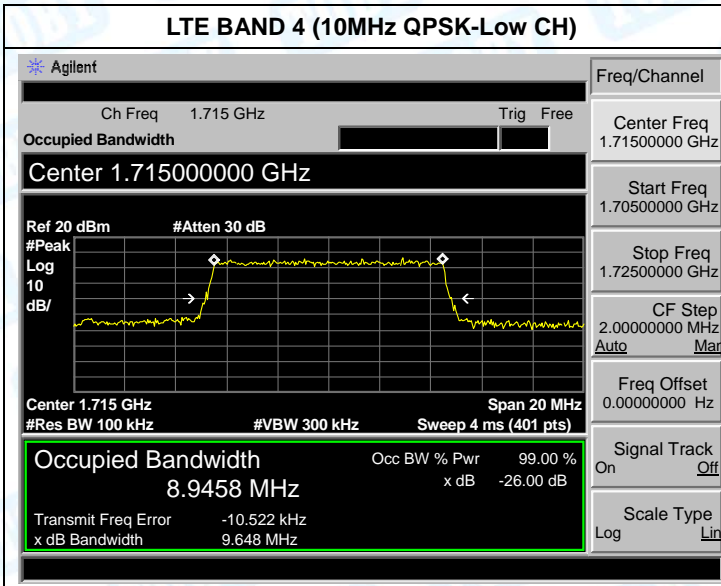 LTE BAND 4 (10MHz QPSK-Low CH)
Agilent
Freq/Channel
Ch Freq 1.715 GHz Trig Free
Occupied Bandwidth
Center Freq
1.71500000 GHz
Center 1.715000000 GHz
Start Freq
1.70500000 GHz
Ref 20 dBm #Atten 30 dB
#Peak
Log
10
dB/
Stop Freq
1.72500000 GHz
CF Step
2.00000000 MHz
Auto Man
Freq Offset
0.00000000 Hz
Center 1.715 GHz Span 20 MHz
#Res BW 100 kHz #VBW 300 kHz Sweep 4 ms (401 pts)
Signal Track
On Off
Occupied Bandwidth Occ BW % Pwr 99.00 %
8.9458 MHz x dB -26.00 dB
Transmit Freq Error -10.522 kHz
x dB Bandwidth 9.648 MHz
Scale Type
Log Lin